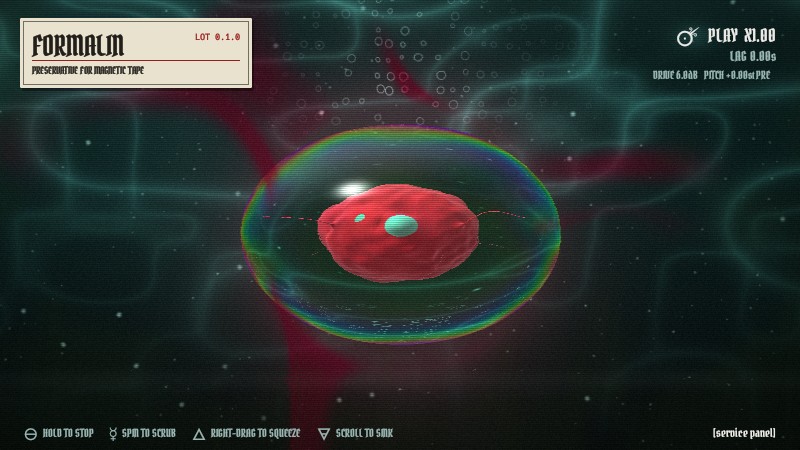 FORMALIN
LOT 0.1.0
PRESERVATIVE FOR MAGNETIC TAPE
PLAY X1.00
LAG 0.00s
DRIVE 6.0dB PITCH +0.00st PRE
HOLD TO STOP
SPIN TO SCRUB
RIGHT-DRAG TO SQUEEZE
SCROLL TO SINK
[service panel]